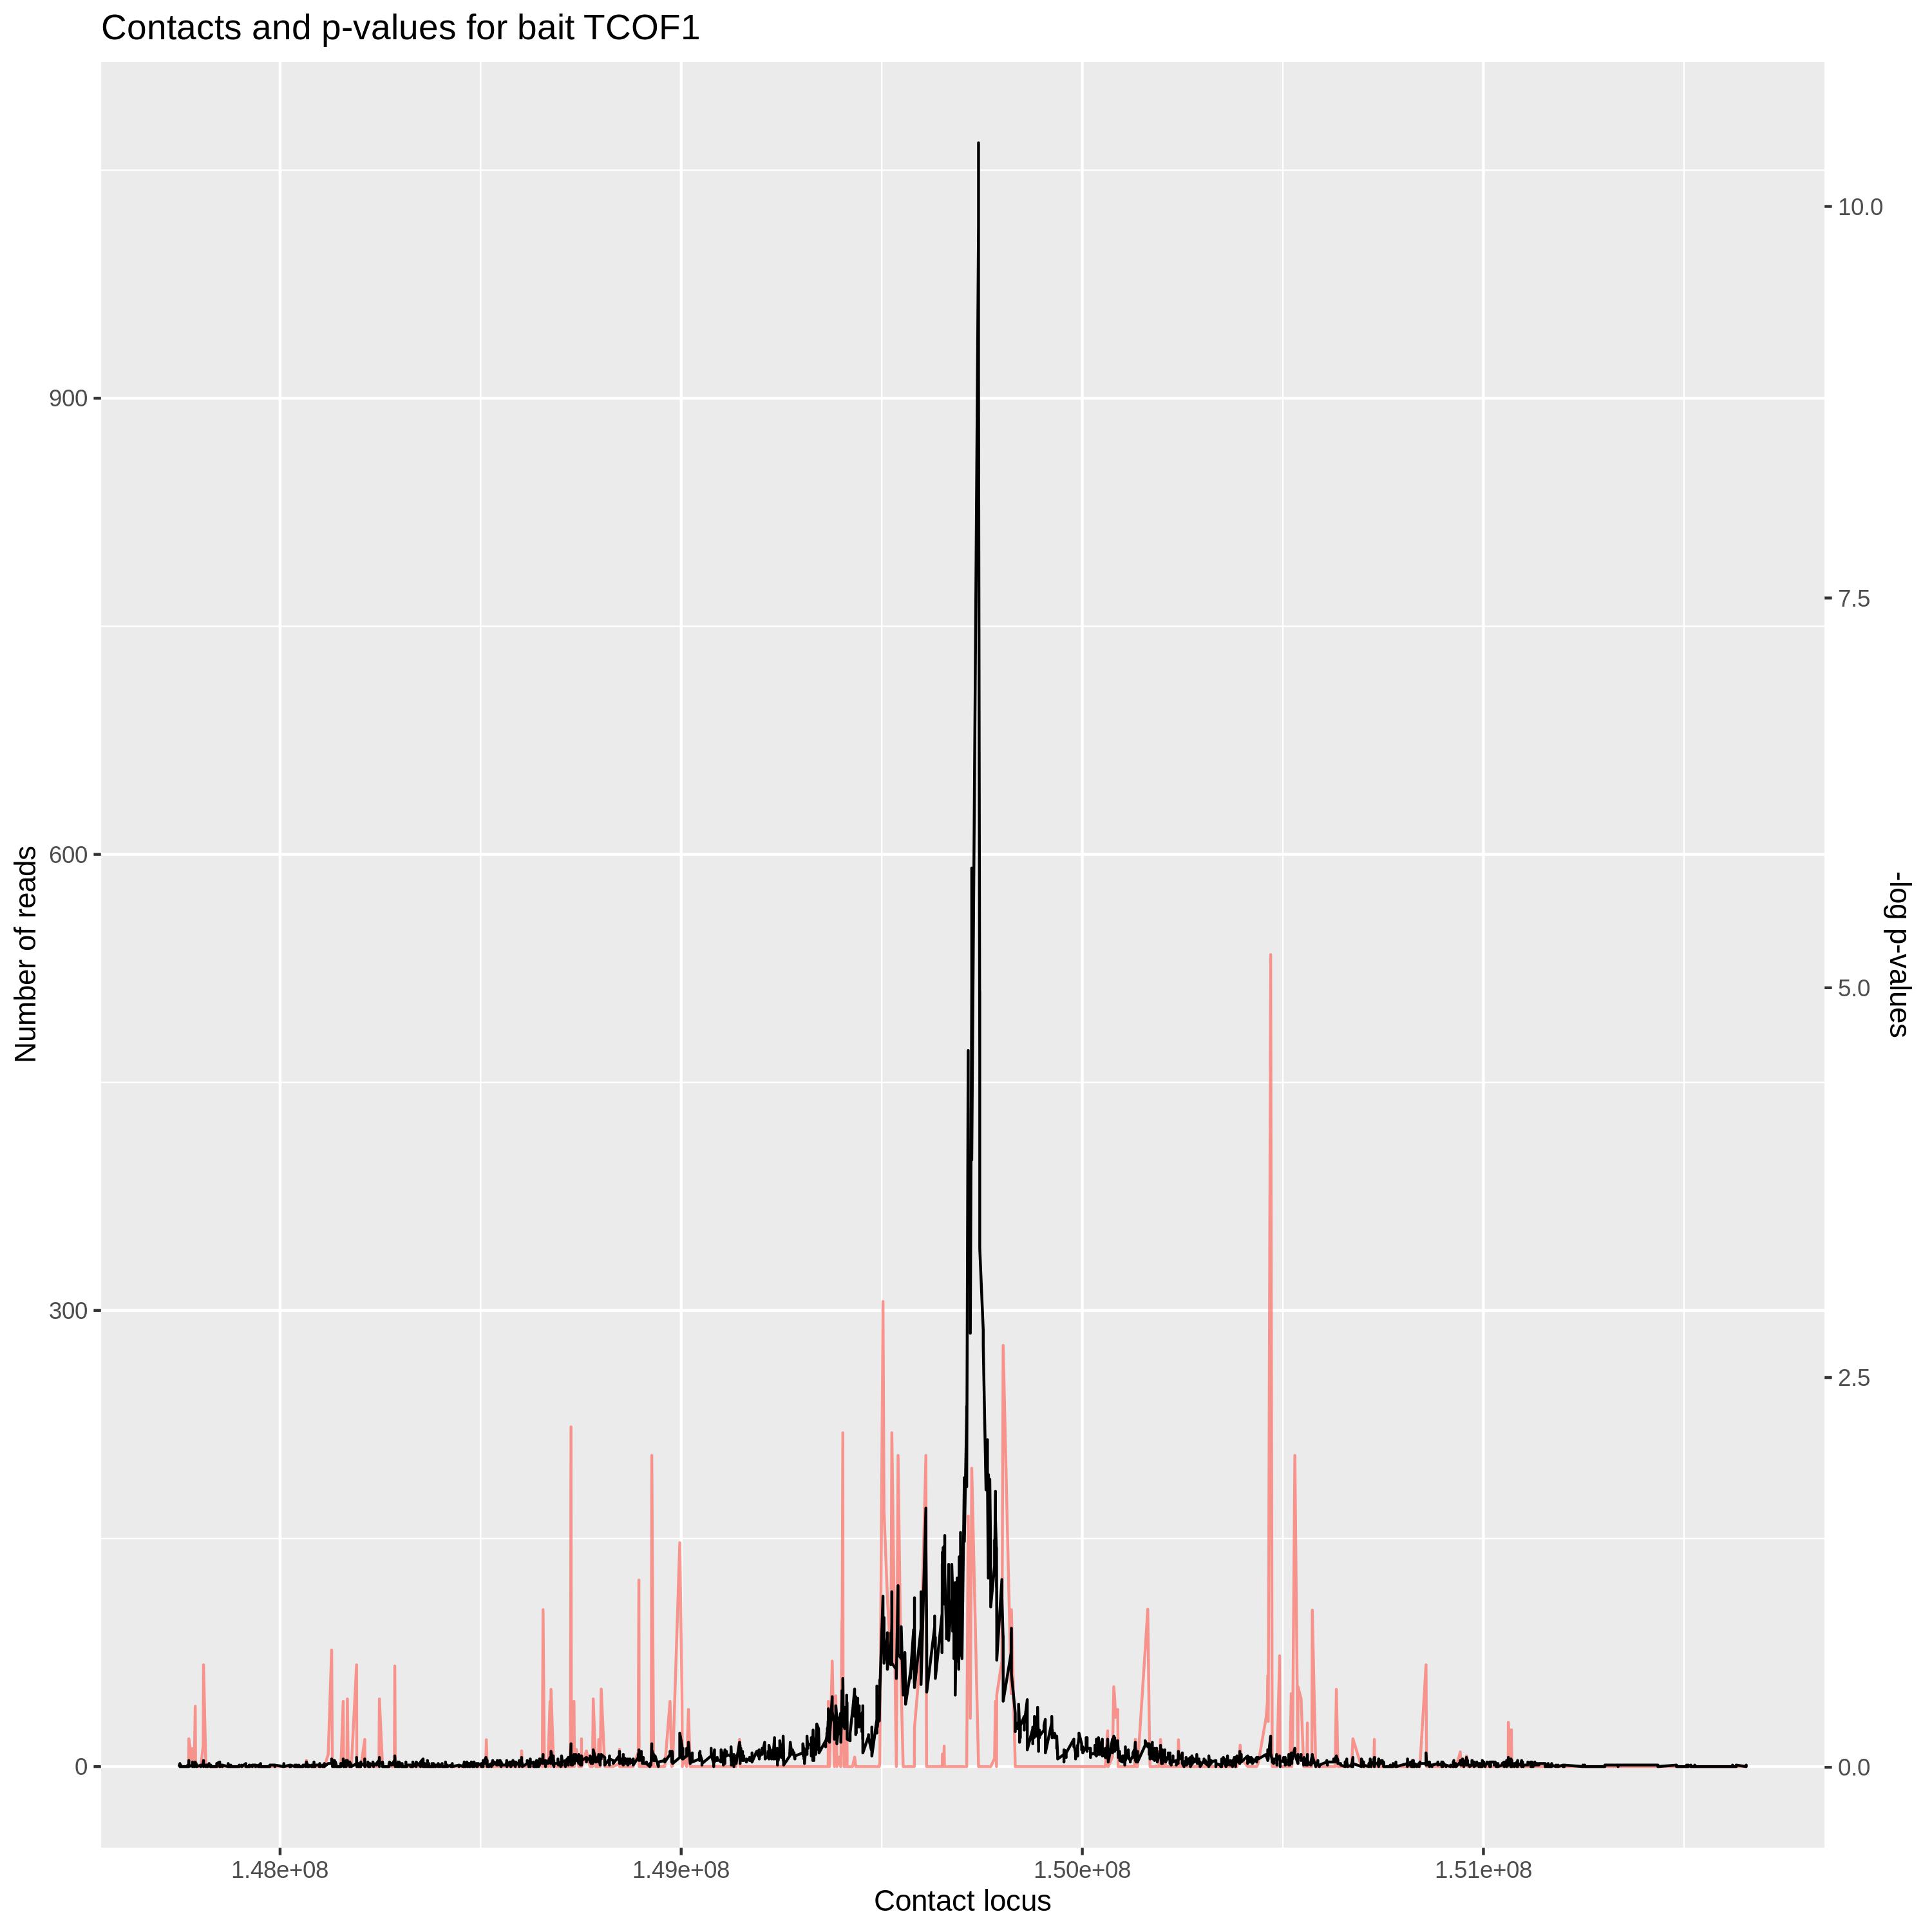 Contacts and p-values for bait TCOF1
Number of reads
900
600
300
0
10.0
7.5
5.0
2.5
0.0
-log p-values
1.48e+08
1.49e+08
1.50e+08
1.51e+08
Contact locus